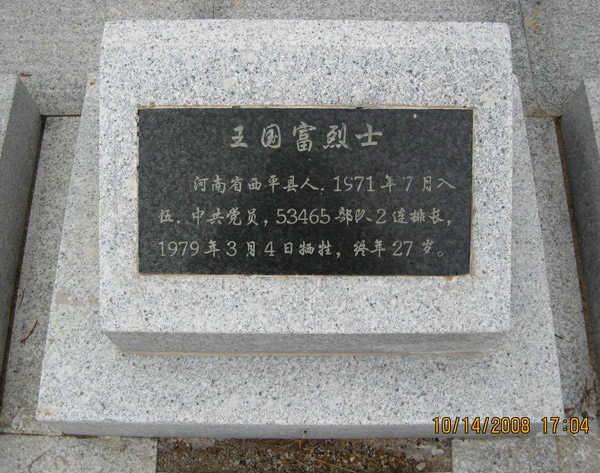 王国富烈士
河南省西平县人，1971年7月入
伍，中共党员，53465部队2连排长，
1979年3月4日牺牲，终年27岁。
10/14/2008 17:04